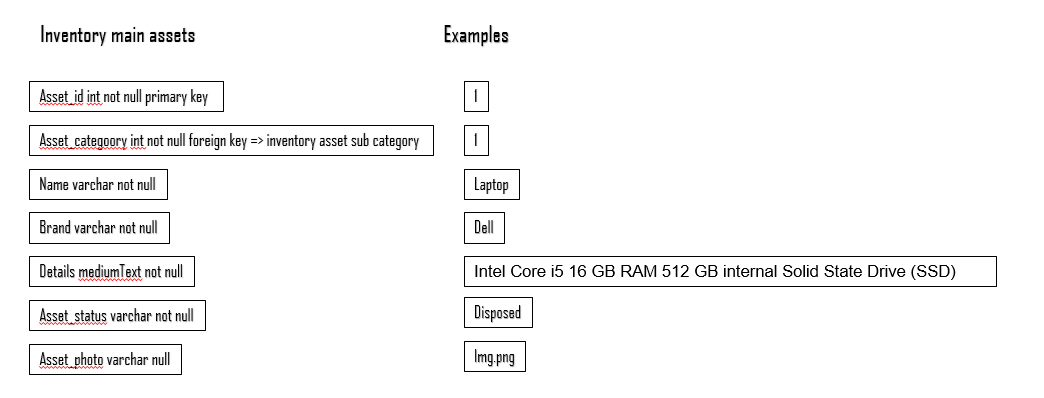 Inventory main assets
Examples
Asset_id int not null primary key
1
Asset_categoory int not null foreign key => inventory asset sub category
1
Name varchar not null
Laptop
Brand varchar not null
Dell
Details mediumText not null
Intel Core i5 16 GB RAM 512 GB internal Solid State Drive (SSD)
Asset_status varchar not null
Disposed
Asset_photo varchar null
Img.png